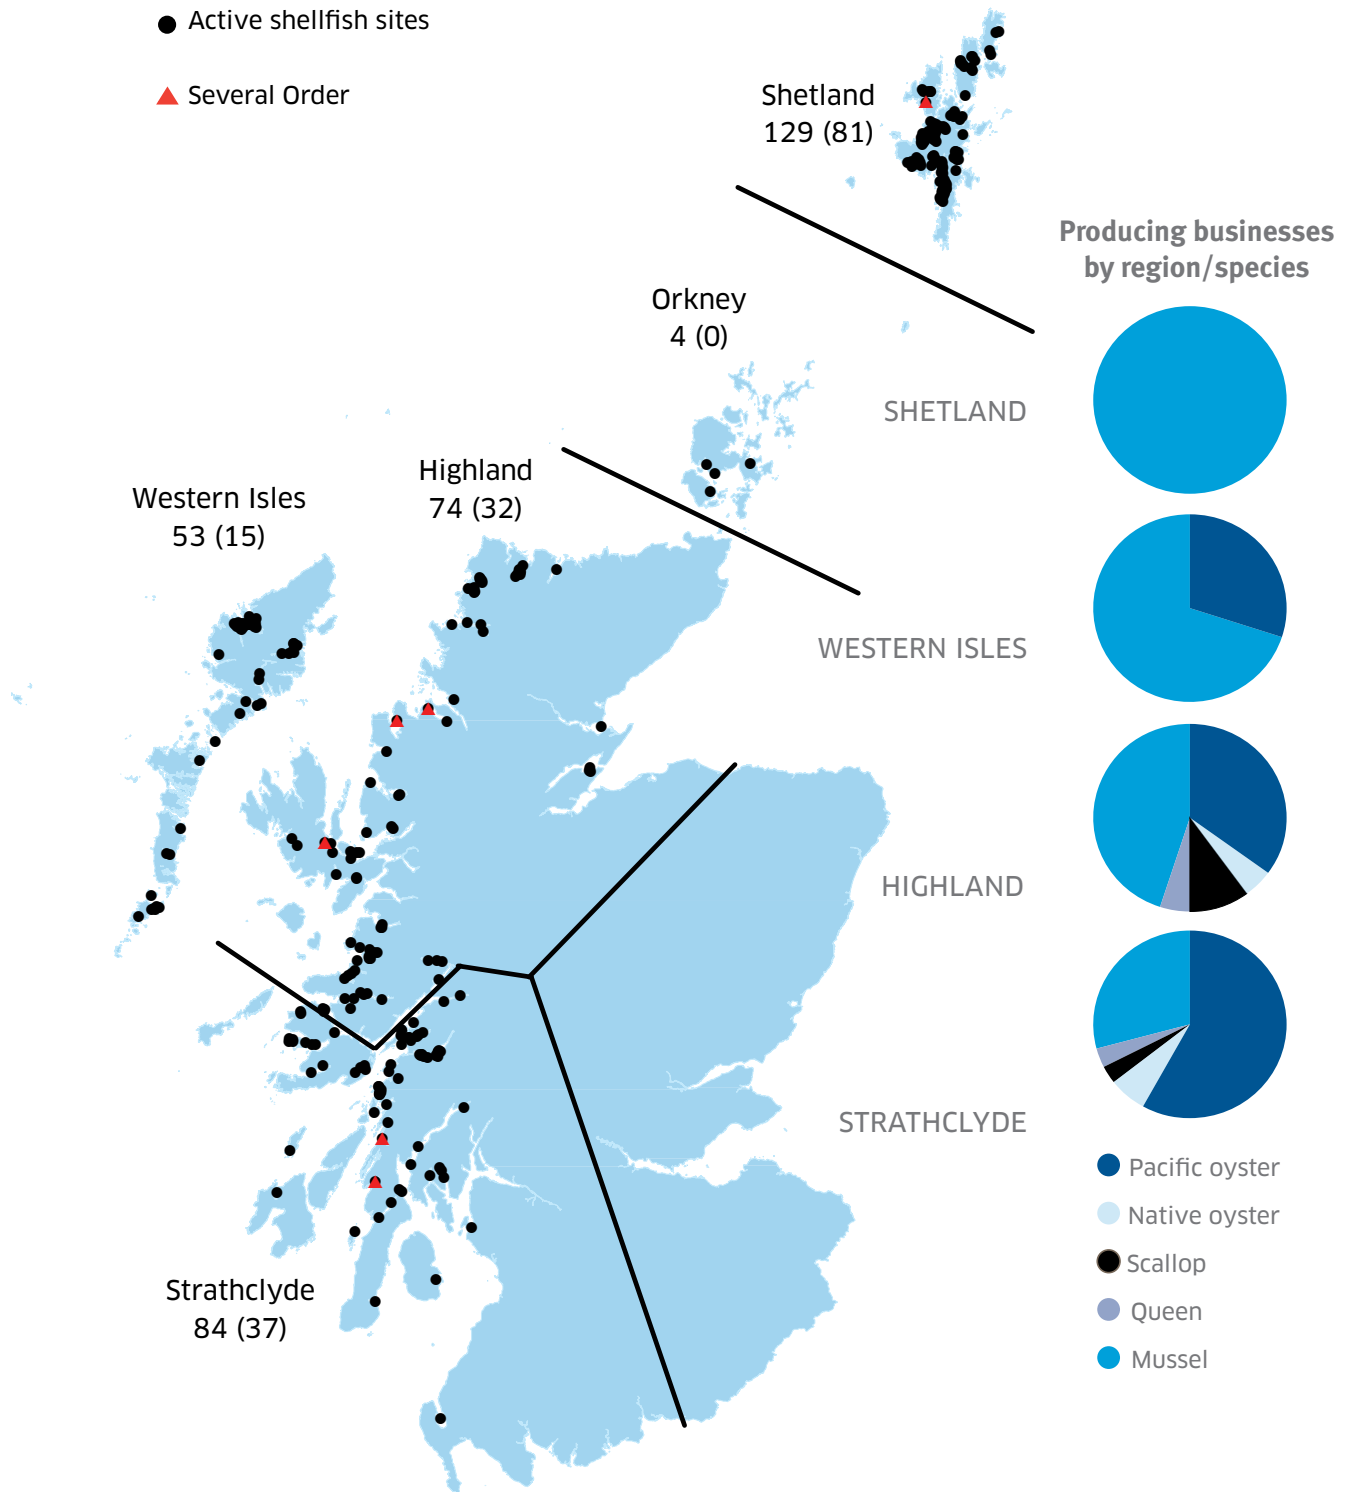 Active shellfish sites
Several Order
Shetland
129 (81)
Producing businesses
by region/species
Orkney
4 (0)
SHETLAND
Highland
74 (32)
Western Isles
53 (15)
WESTERN ISLES
HIGHLAND
STRATHCLYDE
Pacific oyster
Native oyster
Scallop
Queen
Mussel
Strathclyde
84 (37)